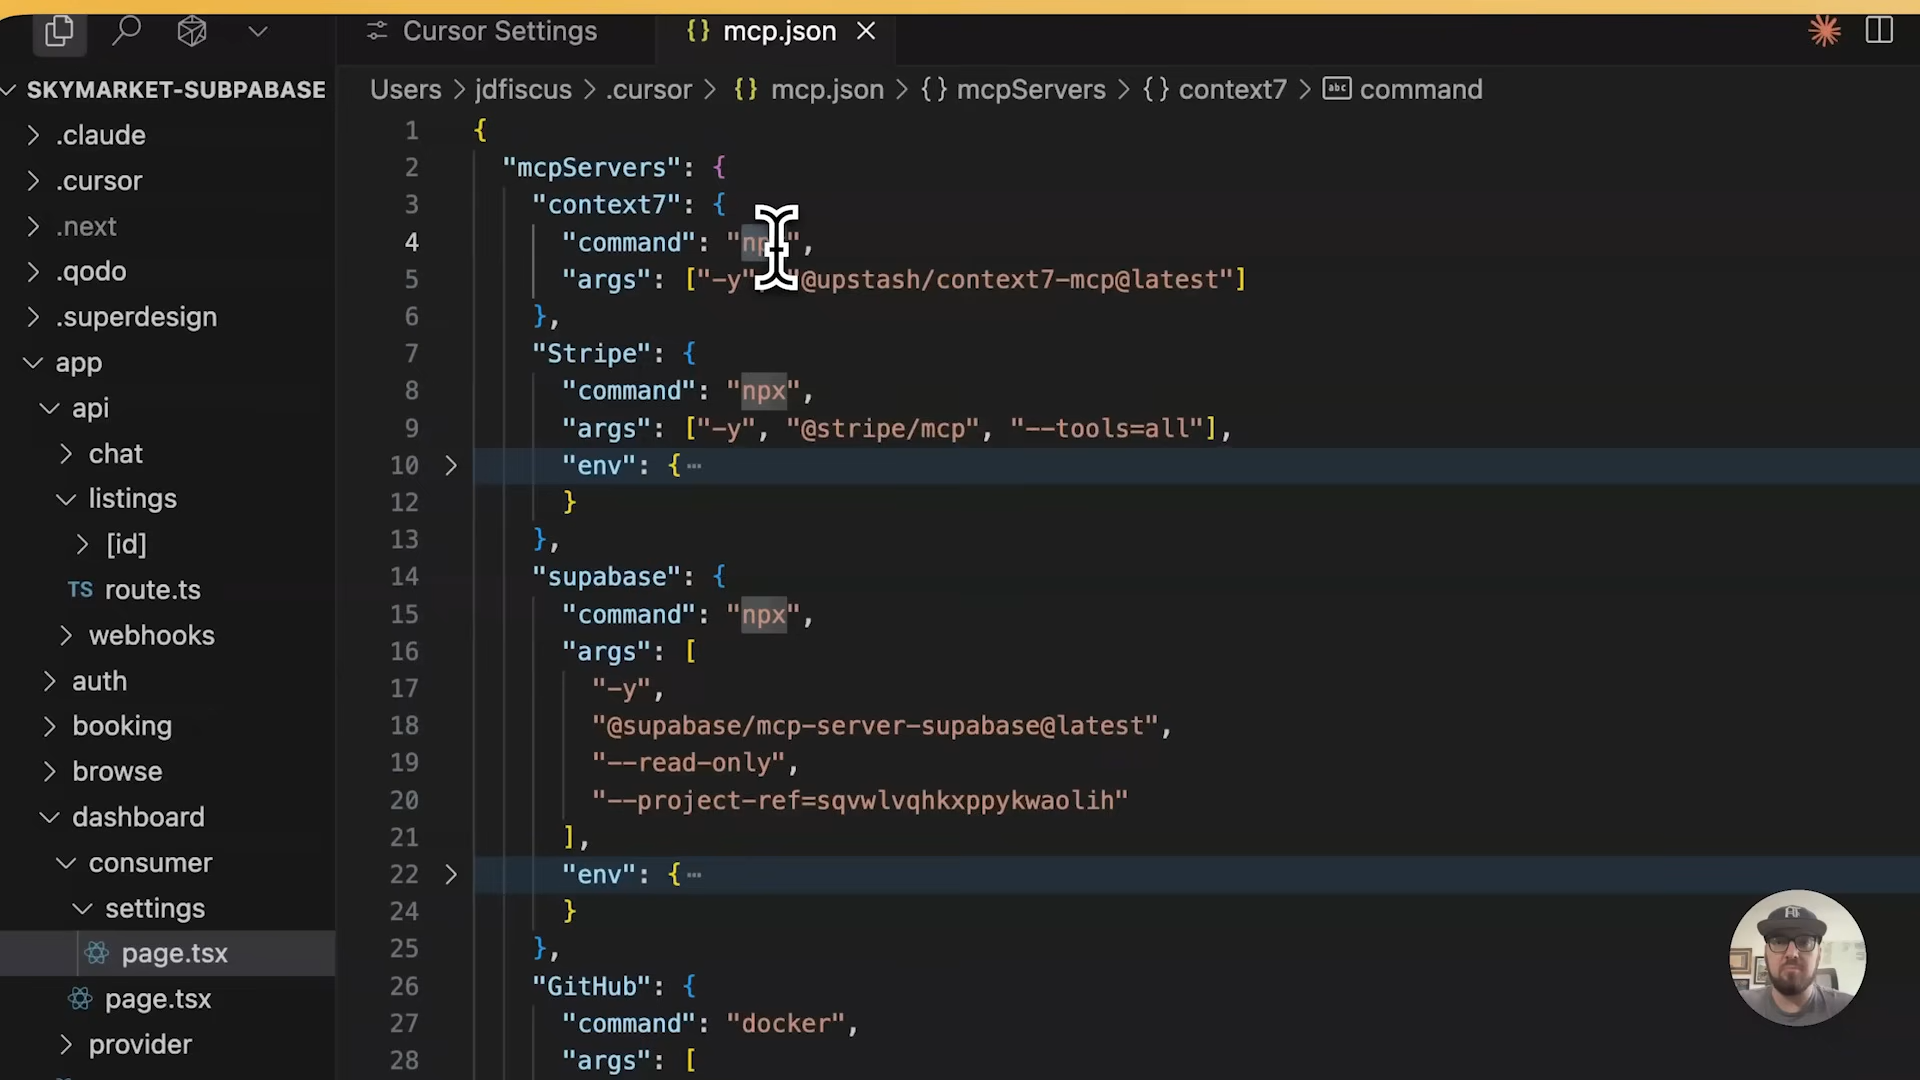 Cursor Settings
mcp.json
SKYMARKET-SUBPABASE
Users > jdfiscus > .cursor > {} mcp.json > {} mcpServers > {} context7 > abc command
.claude
.cursor
.next
.qodo
.superdesign
app
api
chat
listings
[id]
TS route.ts
webhooks
auth
booking
browse
dashboard
consumer
settings
page.tsx
page.tsx
provider
1 {
2 "mcpServers": {
3 "context7": {
4 "command": "np",
5 "args": ["-y" "@upstash/context7-mcp@latest"]
6 },
7 "Stripe": {
8 "command": "npx",
9 "args": ["-y", "@stripe/mcp", "--tools=all"],
10 "env": { ...
12 }
13 },
14 "supabase": {
15 "command": "npx",
16 "args": [
17 "-y",
18 "@supabase/mcp-server-supabase@latest",
19 "--read-only",
20 "--project-ref=sqvwlvqhkxppykwaolih"
21 ],
22 "env": { ...
24 }
25 },
26 "GitHub": {
27 "command": "docker",
28 "args": [